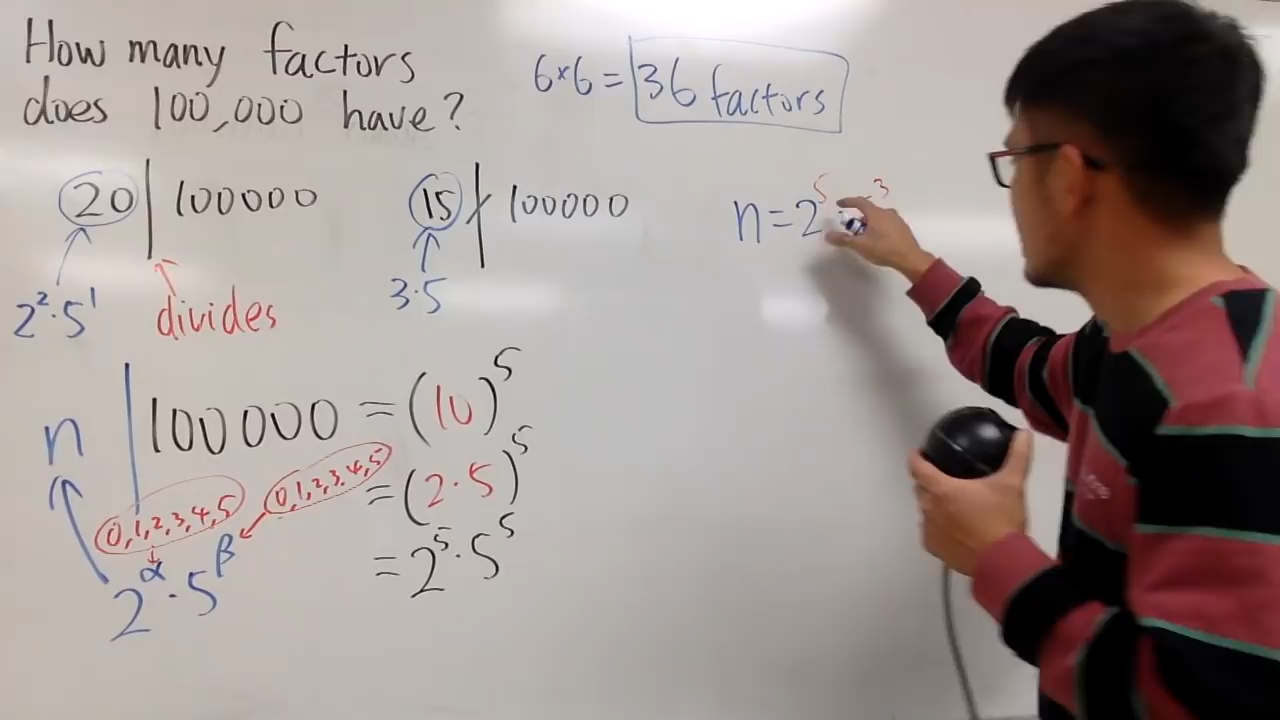 How many factors
does 100,000 have?
6×6 = 36 factors
20 | 100000
15 ∤ 100000
2²·5¹
divides
3·5
n = 2⁵ ³
n | 100000 = (10)⁵
0,1,2,3,4,5
0,1,2,3,4,5
= (2·5)⁵
2^α·5^β
= 2⁵·5⁵